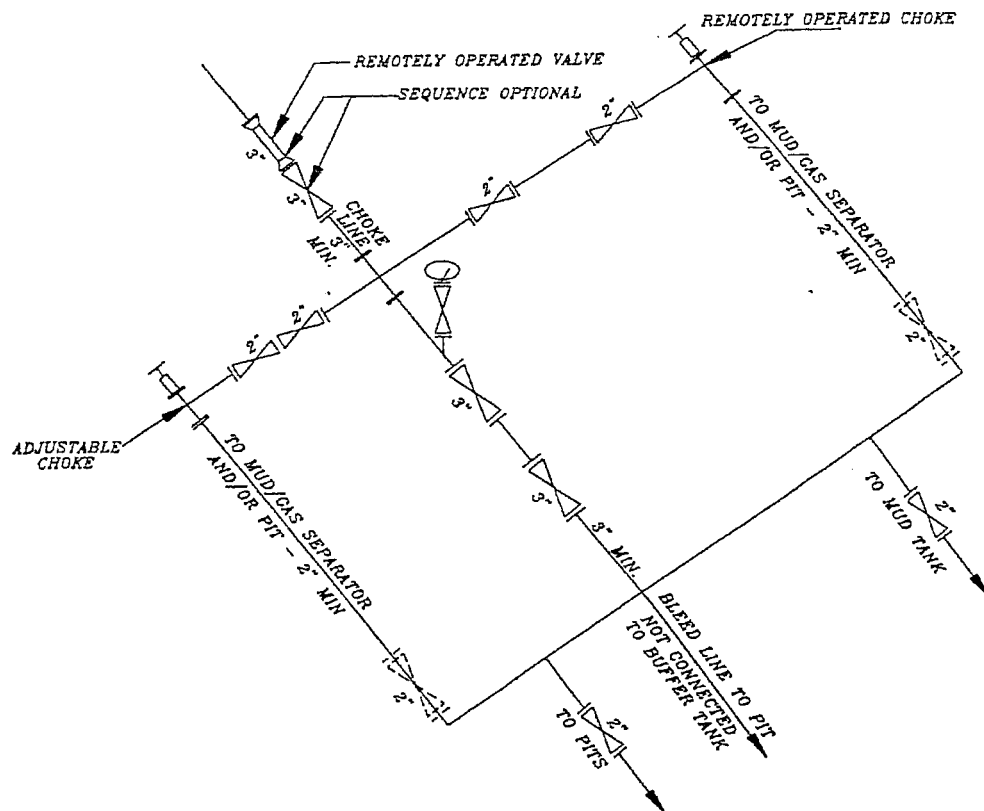 REMOTELY OPERATED CHOKE
REMOTELY OPERATED VALVE
SEQUENCE OPTIONAL
3"
3"
CHOKE
LINE
3"
MIN.
2"
2"
TO MUD/GAS SEPARATOR
AND/OR PIT - 2" MIN
2"
2"
2"
ADJUSTABLE
CHOKE
3"
3"
3" MIN.
TO MUD/GAS SEPARATOR
AND/OR PIT - 2" MIN
2"
2"
TO MUD TANK
BLEED LINE TO PIT
NOT CONNECTED
TO BUFFER TANK
2"
TO PITS